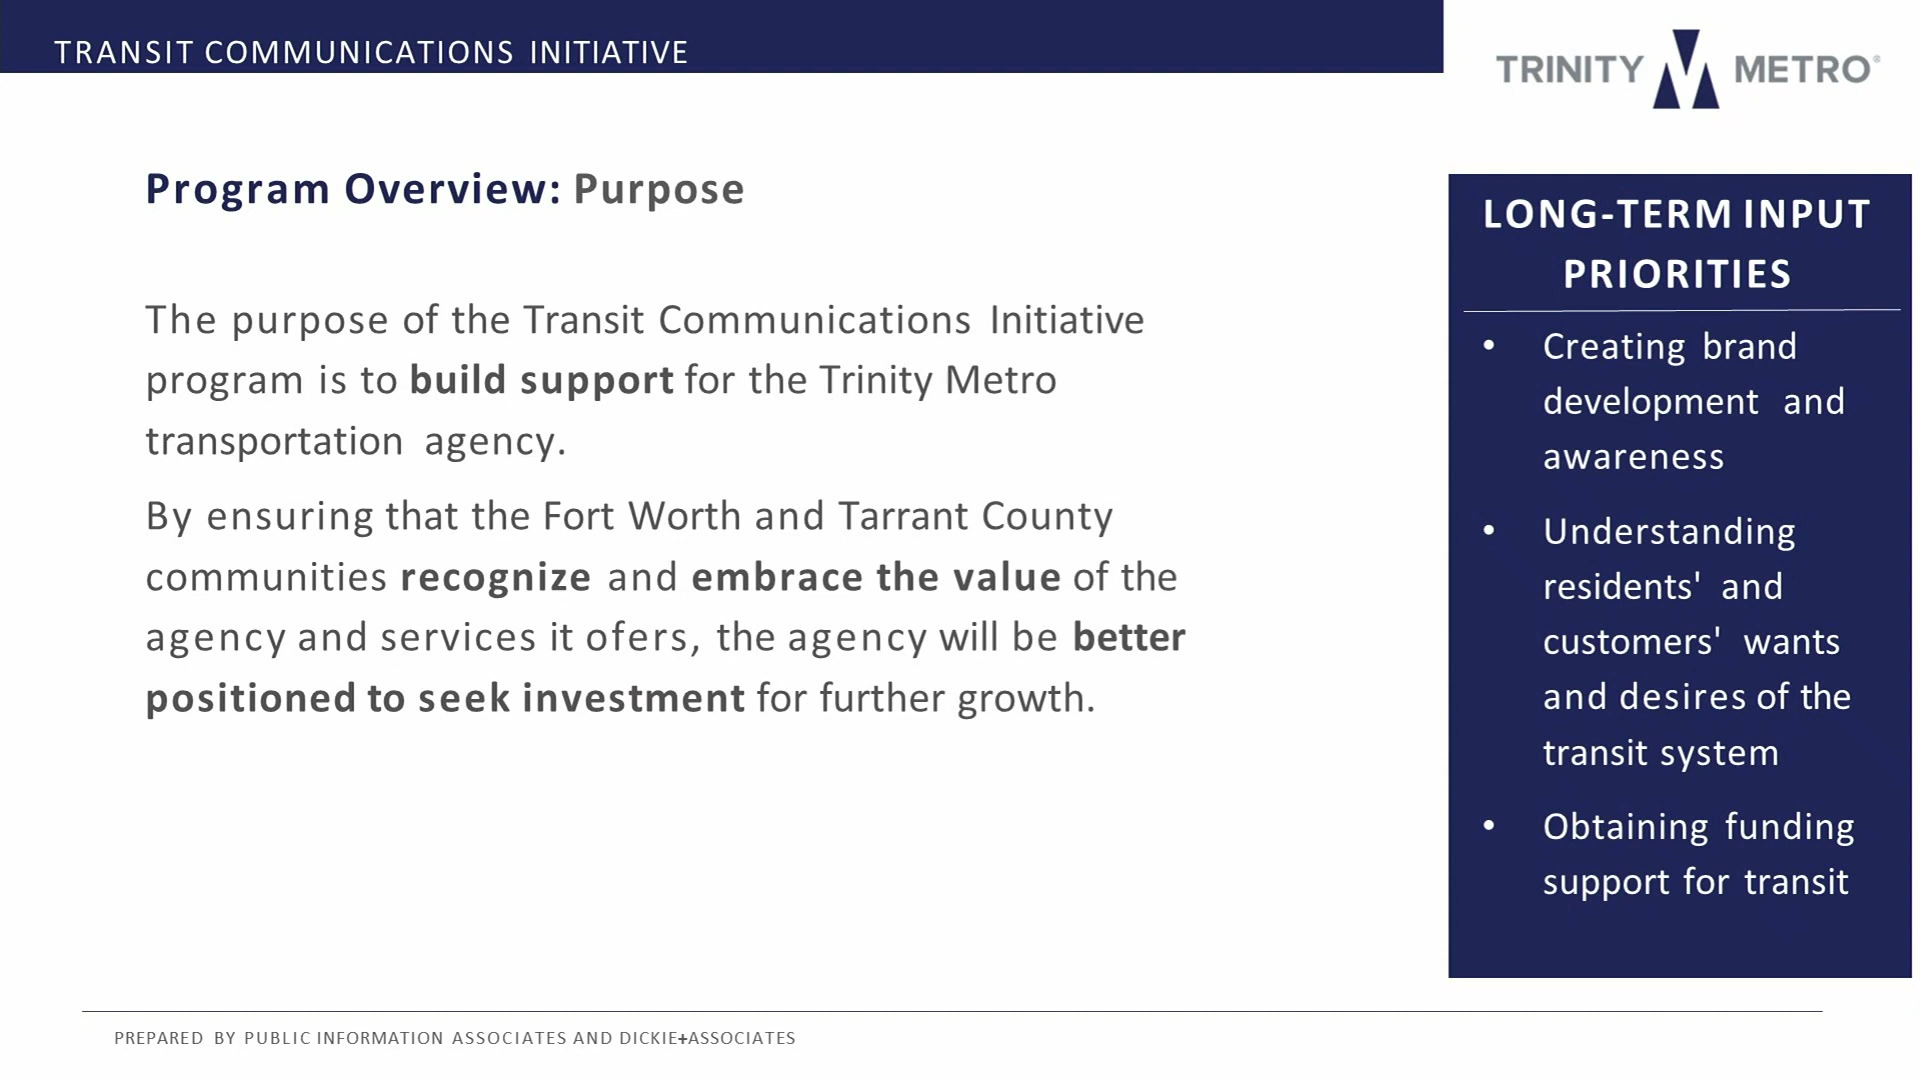 TRANSIT COMMUNICATIONS INITIATIVE
TRINITY METRO®
Program Overview: Purpose
The purpose of the Transit Communications Initiative
program is to build support for the Trinity Metro
transportation agency.
By ensuring that the Fort Worth and Tarrant County
communities recognize and embrace the value of the
agency and services it ofers, the agency will be better
positioned to seek investment for further growth.
LONG-TERM INPUT
PRIORITIES
• Creating brand
development and
awareness
• Understanding
residents' and
customers' wants
and desires of the
transit system
• Obtaining funding
support for transit
PREPARED BY PUBLIC INFORMATION ASSOCIATES AND DICKIE+ASSOCIATES